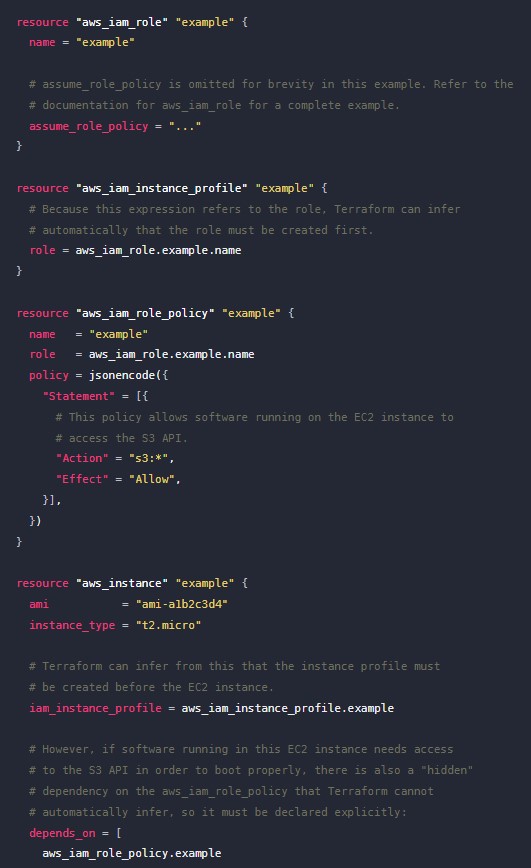 resource "aws_iam_role" "example" {
  name = "example"

  # assume_role_policy is omitted for brevity in this example. Refer to the
  # documentation for aws_iam_role for a complete example.
  assume_role_policy = "..."
}

resource "aws_iam_instance_profile" "example" {
  # Because this expression refers to the role, Terraform can infer
  # automatically that the role must be created first.
  role = aws_iam_role.example.name
}

resource "aws_iam_role_policy" "example" {
  name   = "example"
  role   = aws_iam_role.example.name
  policy = jsonencode({
    "Statement" = [{
      # This policy allows software running on the EC2 instance to
      # access the S3 API.
      "Action" = "s3:*",
      "Effect" = "Allow",
    }],
  })
}

resource "aws_instance" "example" {
  ami           = "ami-a1b2c3d4"
  instance_type = "t2.micro"

  # Terraform can infer from this that the instance profile must
  # be created before the EC2 instance.
  iam_instance_profile = aws_iam_instance_profile.example

  # However, if software running in this EC2 instance needs access
  # to the S3 API in order to boot properly, there is also a "hidden"
  # dependency on the aws_iam_role_policy that Terraform cannot
  # automatically infer, so it must be declared explicitly:
  depends_on = [
    aws_iam_role_policy.example